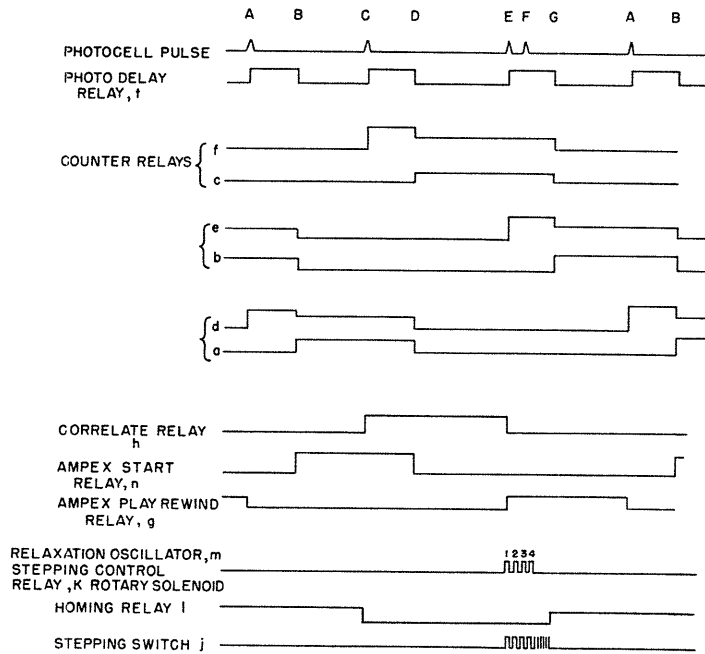 A B C D E F G A B
PHOTOCELL PULSE
PHOTO DELAY
RELAY, t
f
COUNTER RELAYS
c
e
b
d
a
CORRELATE RELAY
h
AMPEX START
RELAY, n
AMPEX PLAY REWIND
RELAY, g
RELAXATION OSCILLATOR, m
1 2 3 4
STEPPING CONTROL
RELAY, K ROTARY SOLENOID
HOMING RELAY l
STEPPING SWITCH j